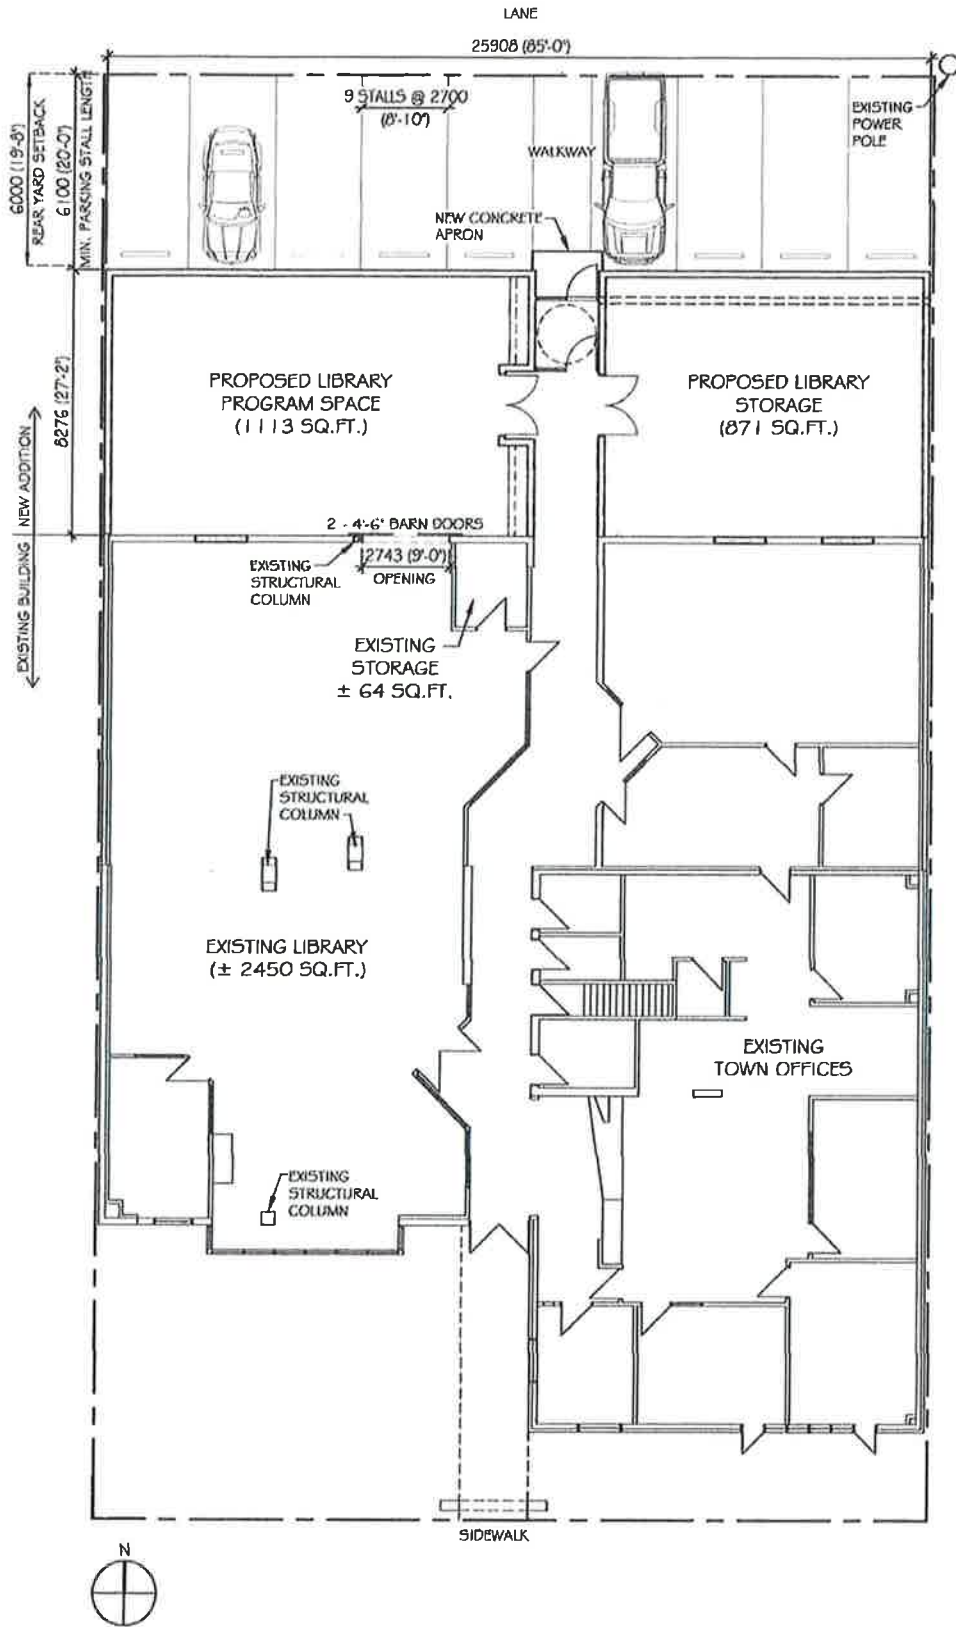 LANE
25908 (85'-0")
9 STALLS @ 2700
(8'-10")
EXISTING
POWER
POLE
WALKWAY
NEW CONCRETE
APRON
6000 (19'-8")
REAR YARD SETBACK
6100 (20'-0")
MIN. PARKING STALL LENGTH
8276 (27'-2")
NEW ADDITION
EXISTING BUILDING
PROPOSED LIBRARY
PROGRAM SPACE
(1113 SQ.FT.)
PROPOSED LIBRARY
STORAGE
(871 SQ.FT.)
2 - 4'-6" BARN DOORS
2743 (9'-0")
OPENING
EXISTING
STRUCTURAL
COLUMN
EXISTING
STORAGE
± 64 SQ.FT.
EXISTING
STRUCTURAL
COLUMN
EXISTING LIBRARY
(± 2450 SQ.FT.)
EXISTING
TOWN OFFICES
EXISTING
STRUCTURAL
COLUMN
SIDEWALK
N